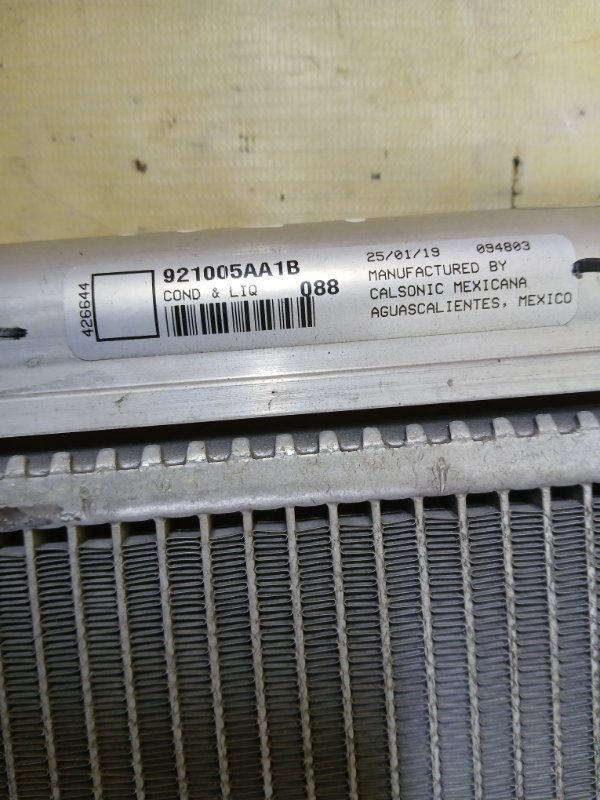 426644
921005AA1B
COND & LIQ 088
25/01/19 094803
MANUFACTURED BY
CALSONIC MEXICANA
AGUASCALIENTES, MEXICO